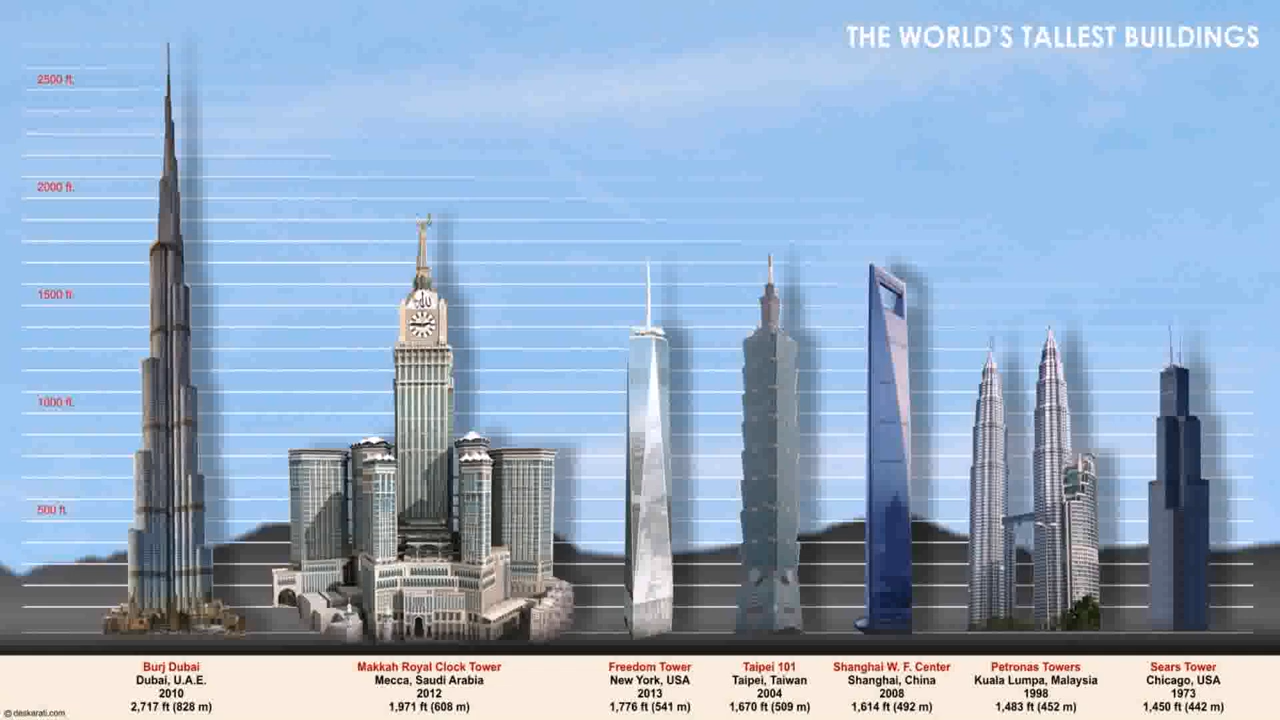 THE WORLD'S TALLEST BUILDINGS
2500 ft.
2000 ft.
1500 ft.
1000 ft.
500 ft.
Burj Dubai
Dubai, U.A.E.
2010
2,717 ft (828 m)
Makkah Royal Clock Tower
Mecca, Saudi Arabia
2012
1,971 ft (608 m)
Freedom Tower
New York, USA
2013
1,776 ft (541 m)
Taipei 101
Taipei, Taiwan
2004
1,670 ft (509 m)
Shanghai W. F. Center
Shanghai, China
2008
1,614 ft (492 m)
Petronas Towers
Kuala Lumpa, Malaysia
1998
1,483 ft (452 m)
Sears Tower
Chicago, USA
1973
1,450 ft (442 m)
© deskarati.com